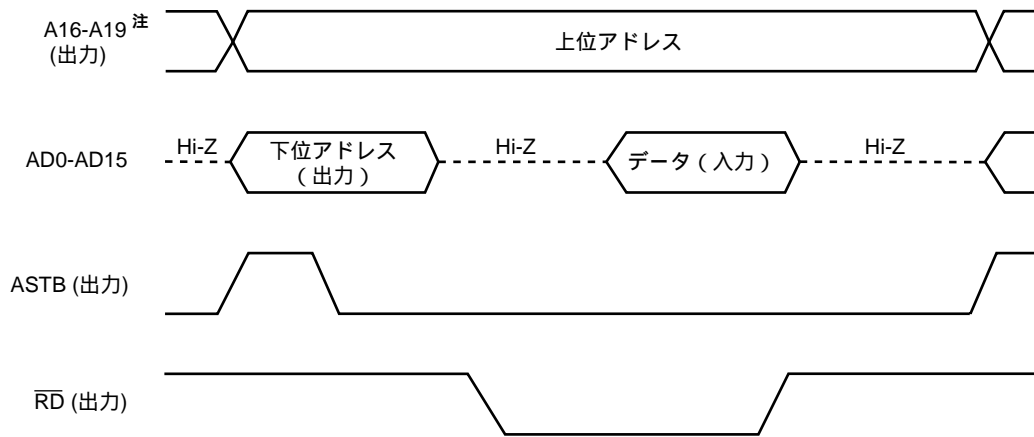 A16-A19 注
(出力)
上位アドレス
AD0-AD15
Hi-Z
下位アドレス
(出力)
Hi-Z
データ(入力)
Hi-Z
ASTB (出力)
RD (出力)